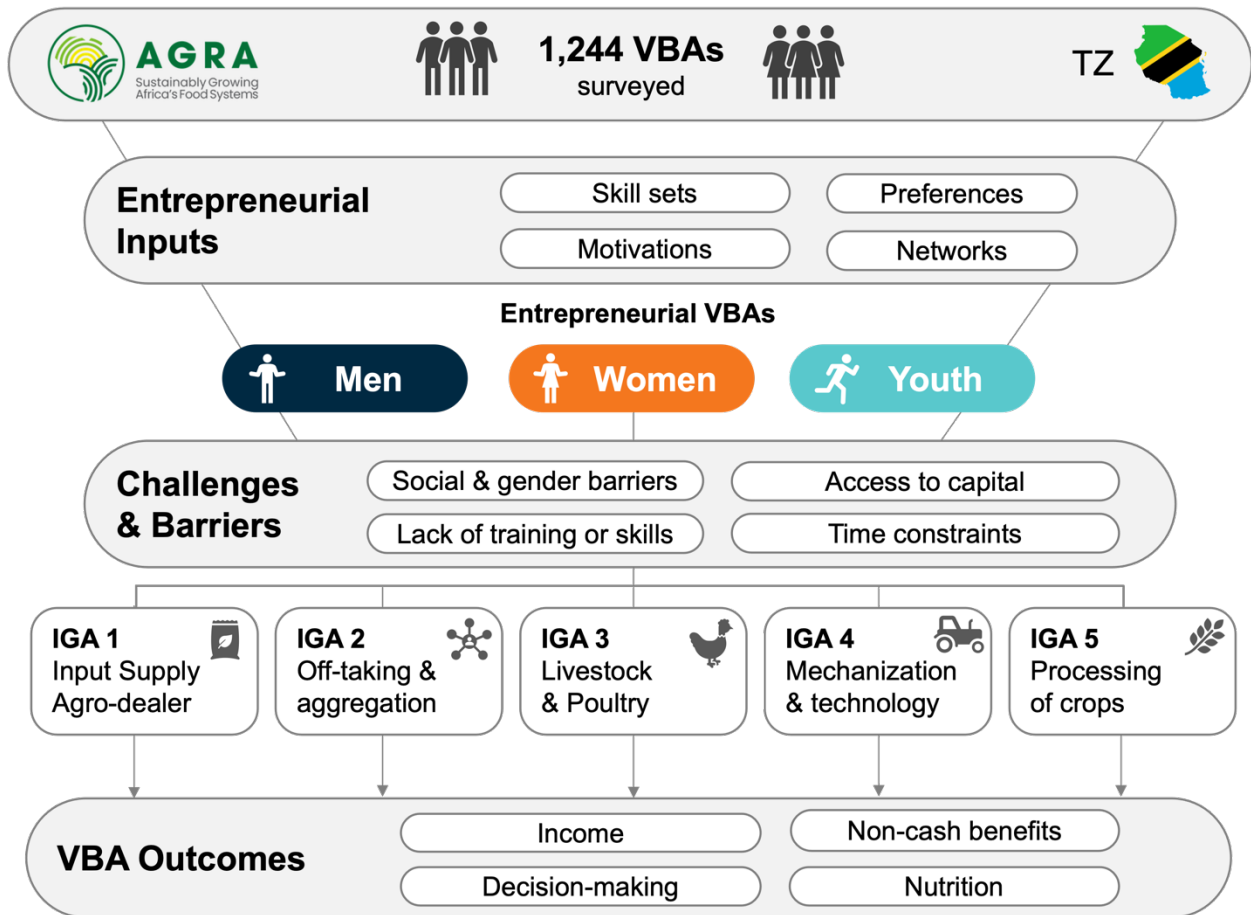 AGRA
Sustainably Growing
Africa's Food Systems
1,244 VBAs
surveyed
TZ
Entrepreneurial
Inputs
Skill sets
Preferences
Motivations
Networks
Entrepreneurial VBAs
Men
Women
Youth
Challenges
& Barriers
Social & gender barriers
Access to capital
Lack of training or skills
Time constraints
IGA 1
Input Supply
Agro-dealer
IGA 2
Off-taking &
aggregation
IGA 3
Livestock
& Poultry
IGA 4
Mechanization
& technology
IGA 5
Processing
of crops
VBA Outcomes
Income
Non-cash benefits
Decision-making
Nutrition